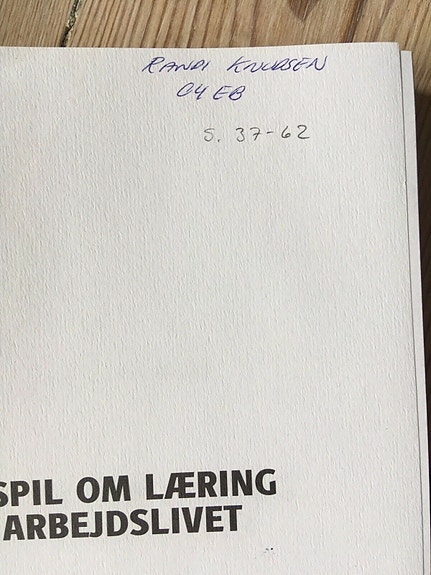 RANDI KNUDSEN
04 EB
S. 37-62
SPIL OM LÆRING
ARBEJDSLIVET